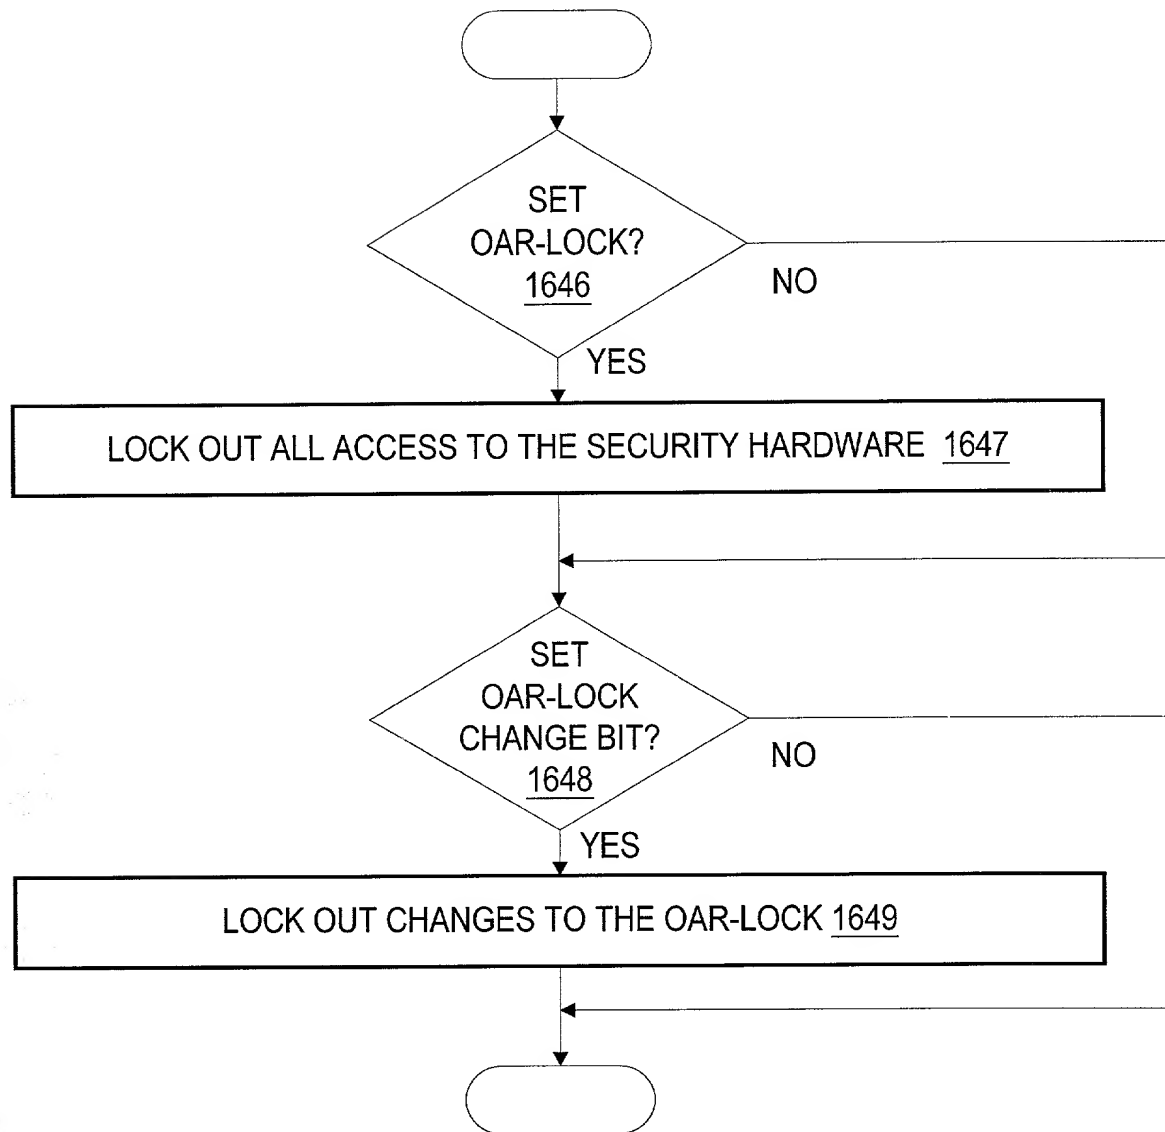 SET
OAR-LOCK?
1646
NO
YES
LOCK OUT ALL ACCESS TO THE SECURITY HARDWARE 1647
SET
OAR-LOCK
CHANGE BIT?
1648
NO
YES
LOCK OUT CHANGES TO THE OAR-LOCK 1649